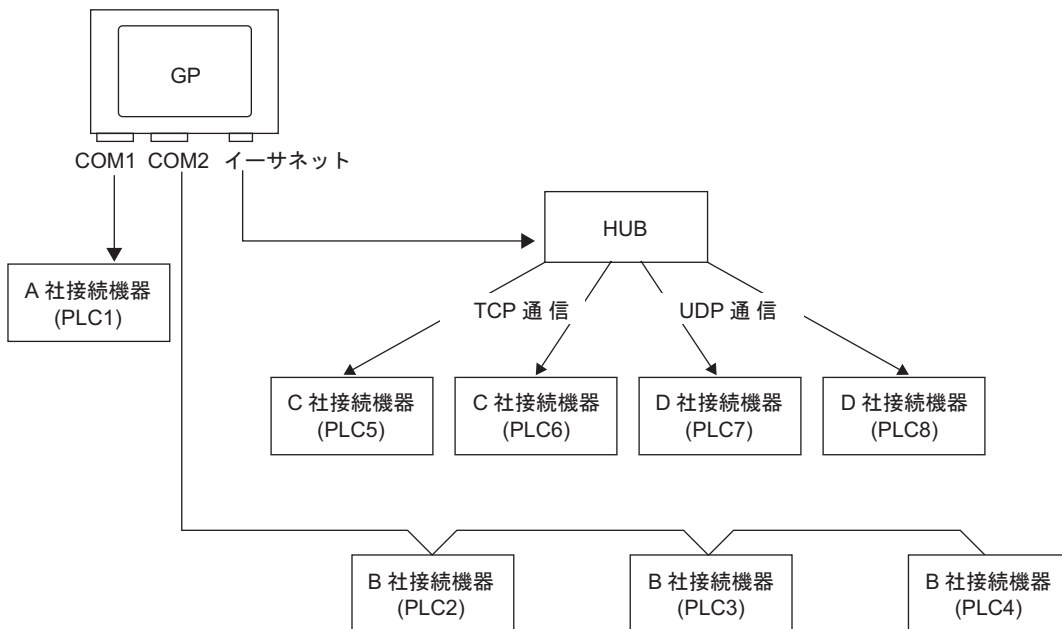 GP
COM1 COM2 イーサネット
HUB
A 社接続機器
(PLC1)
TCP 通 信
UDP 通 信
C 社接続機器
(PLC5)
C 社接続機器
(PLC6)
D 社接続機器
(PLC7)
D 社接続機器
(PLC8)
B 社接続機器
(PLC2)
B 社接続機器
(PLC3)
B 社接続機器
(PLC4)